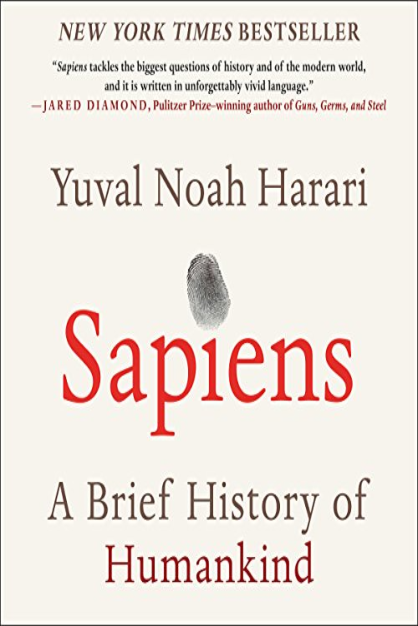 NEW YORK TIMES BESTSELLER
“Sapiens tackles the biggest questions of history and of the modern world,
and it is written in unforgettably vivid language.”
—JARED DIAMOND, Pulitzer Prize–winning author of Guns, Germs, and Steel
Yuval Noah Harari
Sapiens
A Brief History of
Humankind